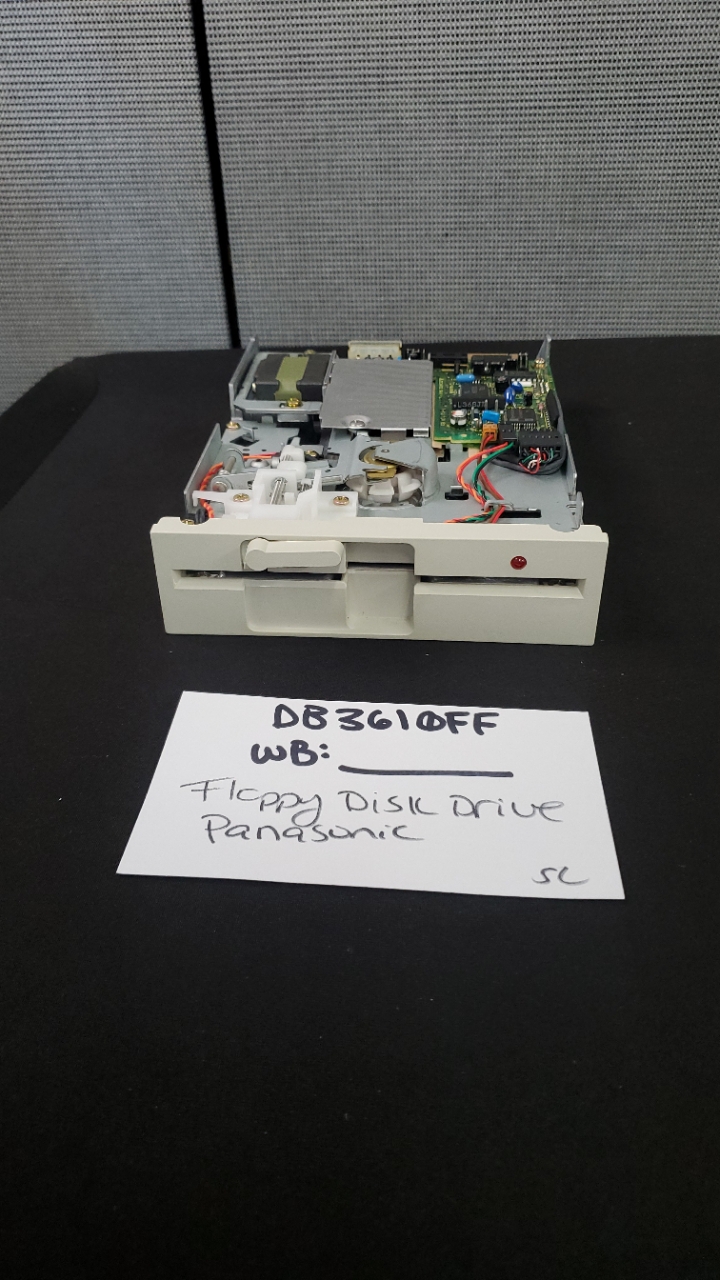 DB3610FF
WB:
Floppy Disk Drive
Panasonic
SL